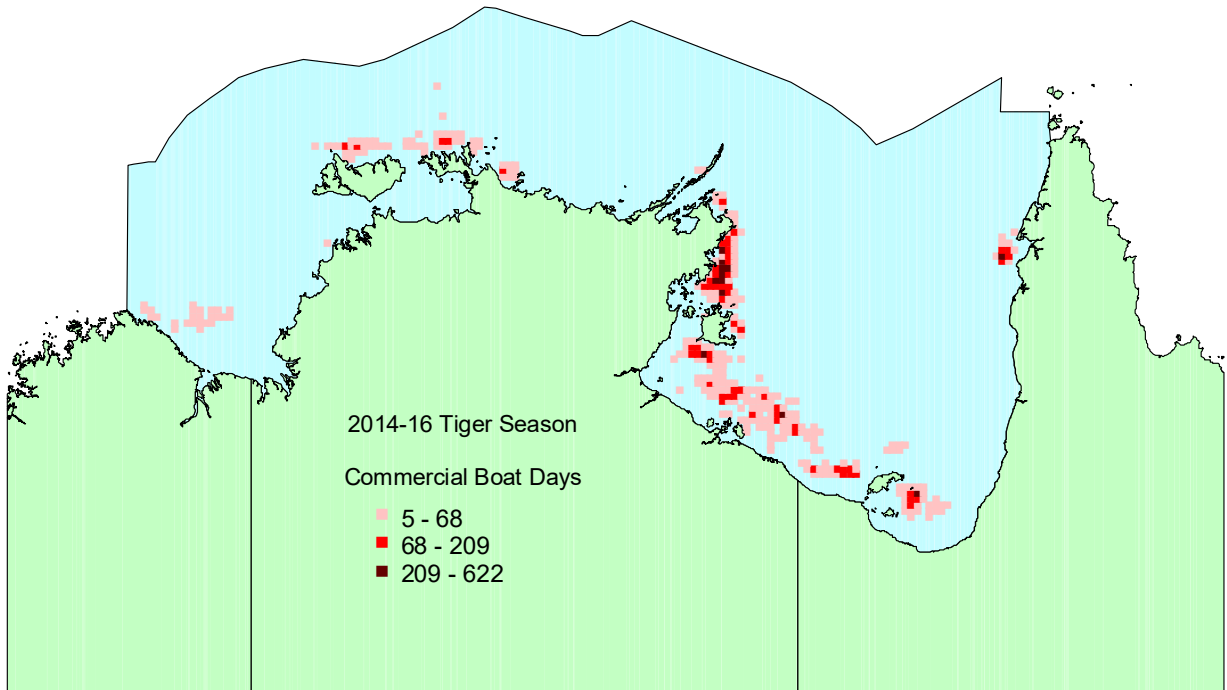 2014-16 Tiger Season
Commercial Boat Days
5 - 68
68 - 209
209 - 622